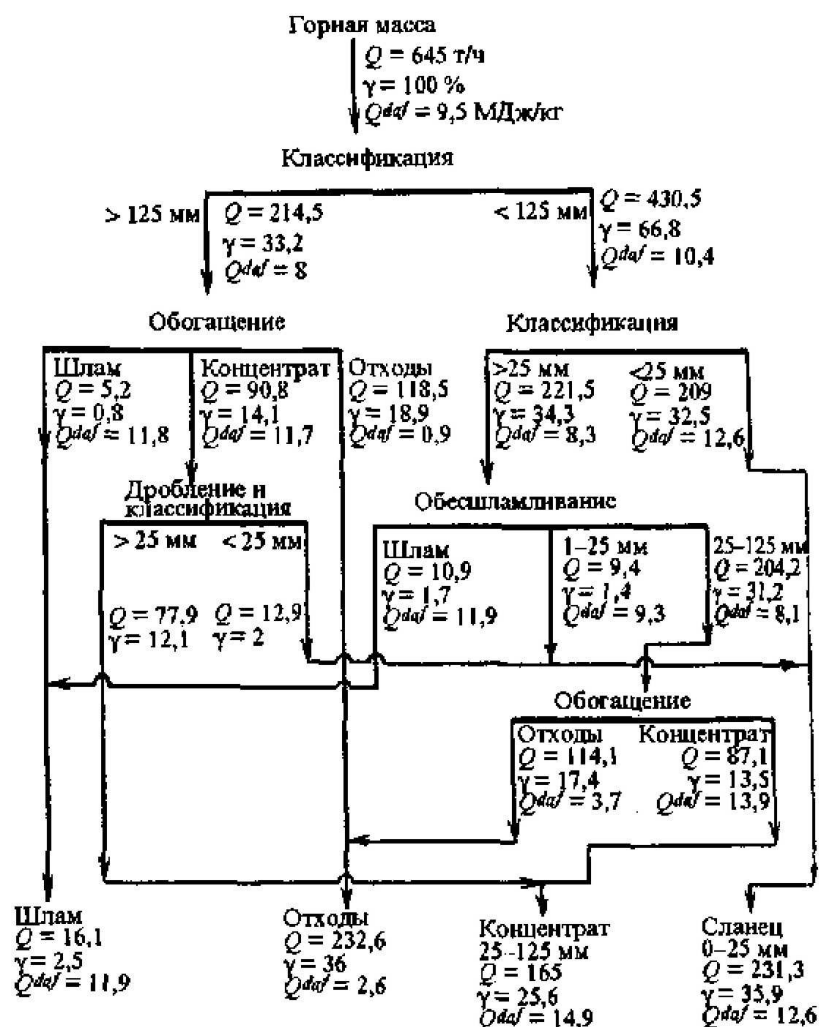 Горная масса
Q = 645 т/ч
γ = 100 %
Qdaf = 9,5 МДж/кг
Классификация
> 125 мм
Q = 214,5
γ = 33,2
Qdaf = 8
< 125 мм
Q = 430,5
γ = 66,8
Qdaf = 10,4
Обогащение
Классификация
Шлам
Q = 5,2
γ = 0,8
Qdaf = 11,8
Концентрат
Q = 90,8
γ = 14,1
Qdaf = 11,7
Отходы
Q = 118,5
γ = 18,9
Qdaf = 0,9
>25 мм
Q = 221,5
γ = 34,3
Qdaf = 8,3
<25 мм
Q = 209
γ = 32,5
Qdaf = 12,6
Дробление и
классификация
> 25 мм
Q = 77,9
γ = 12,1
< 25 мм
Q = 12,9
γ = 2
Обесшламливание
Шлам
Q = 10,9
γ = 1,7
Qdaf = 11,9
1–25 мм
Q = 9,4
γ = 1,4
Qdaf = 9,3
25–125 мм
Q = 204,2
γ = 31,2
Qdaf = 8,1
Обогащение
Отходы
Q = 114,1
γ = 17,4
Qdaf = 3,7
Концентрат
Q = 87,1
γ = 13,5
Qdaf = 13,9
Шлам
Q = 16,1
γ = 2,5
Qdaf = 11,9
Отходы
Q = 232,6
γ = 36
Qdaf = 2,6
Концентрат
25–125 мм
Q = 165
γ = 25,6
Qdaf = 14,9
Сланец
0–25 мм
Q = 231,3
γ = 35,9
Qdaf = 12,6